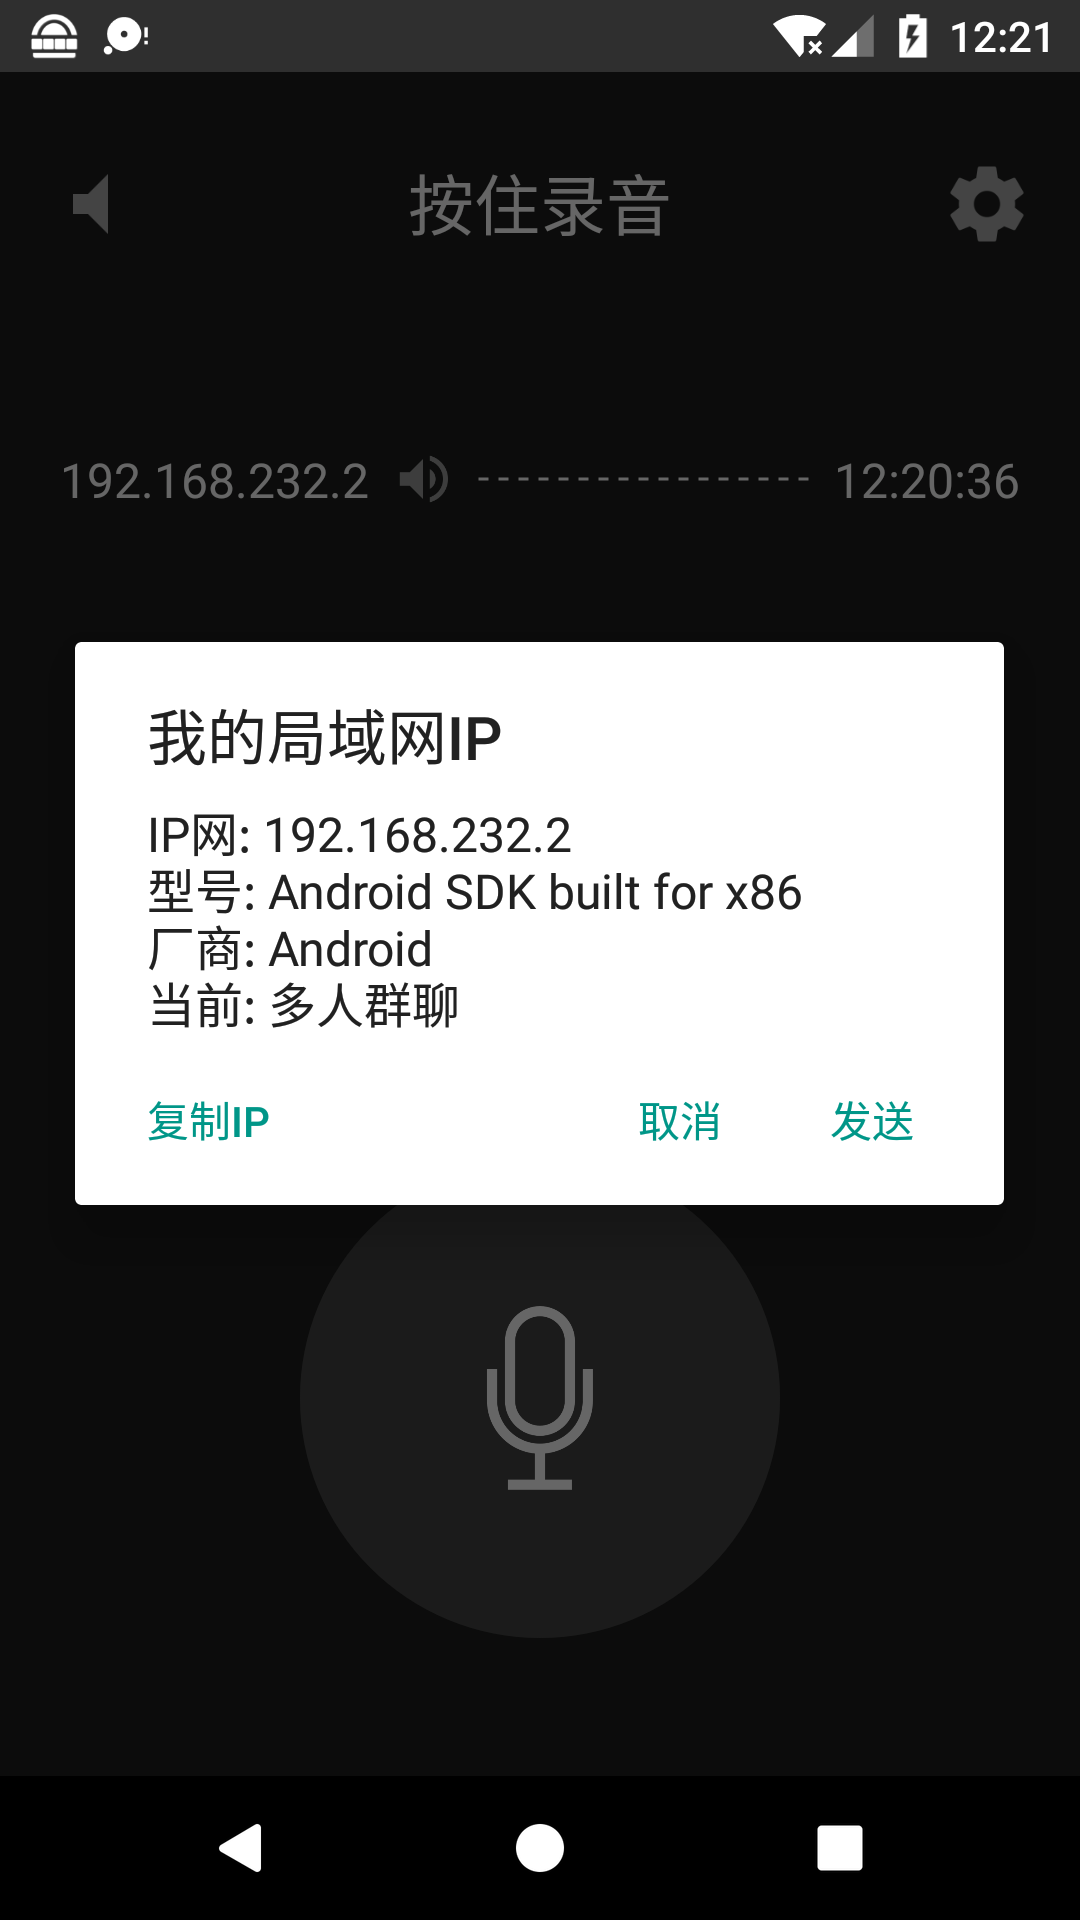 12:21
按住录音
192.168.232.2 ----------------- 12:20:36
我的局域网IP
IP网: 192.168.232.2
型号: Android SDK built for x86
厂商: Android
当前: 多人群聊
复制IP 取消 发送